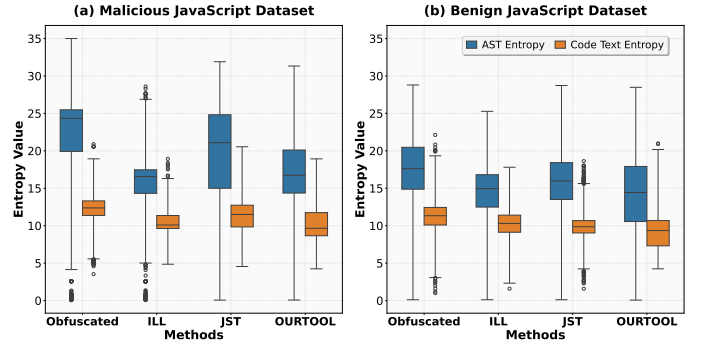 (a) Malicious JavaScript Dataset
(b) Benign JavaScript Dataset
Entropy Value
35
30
25
20
15
10
5
0
Obfuscated
ILL
JST
OURTOOL
Methods
Entropy Value
35
30
25
20
15
10
5
0
AST Entropy
Code Text Entropy
Obfuscated
ILL
JST
OURTOOL
Methods